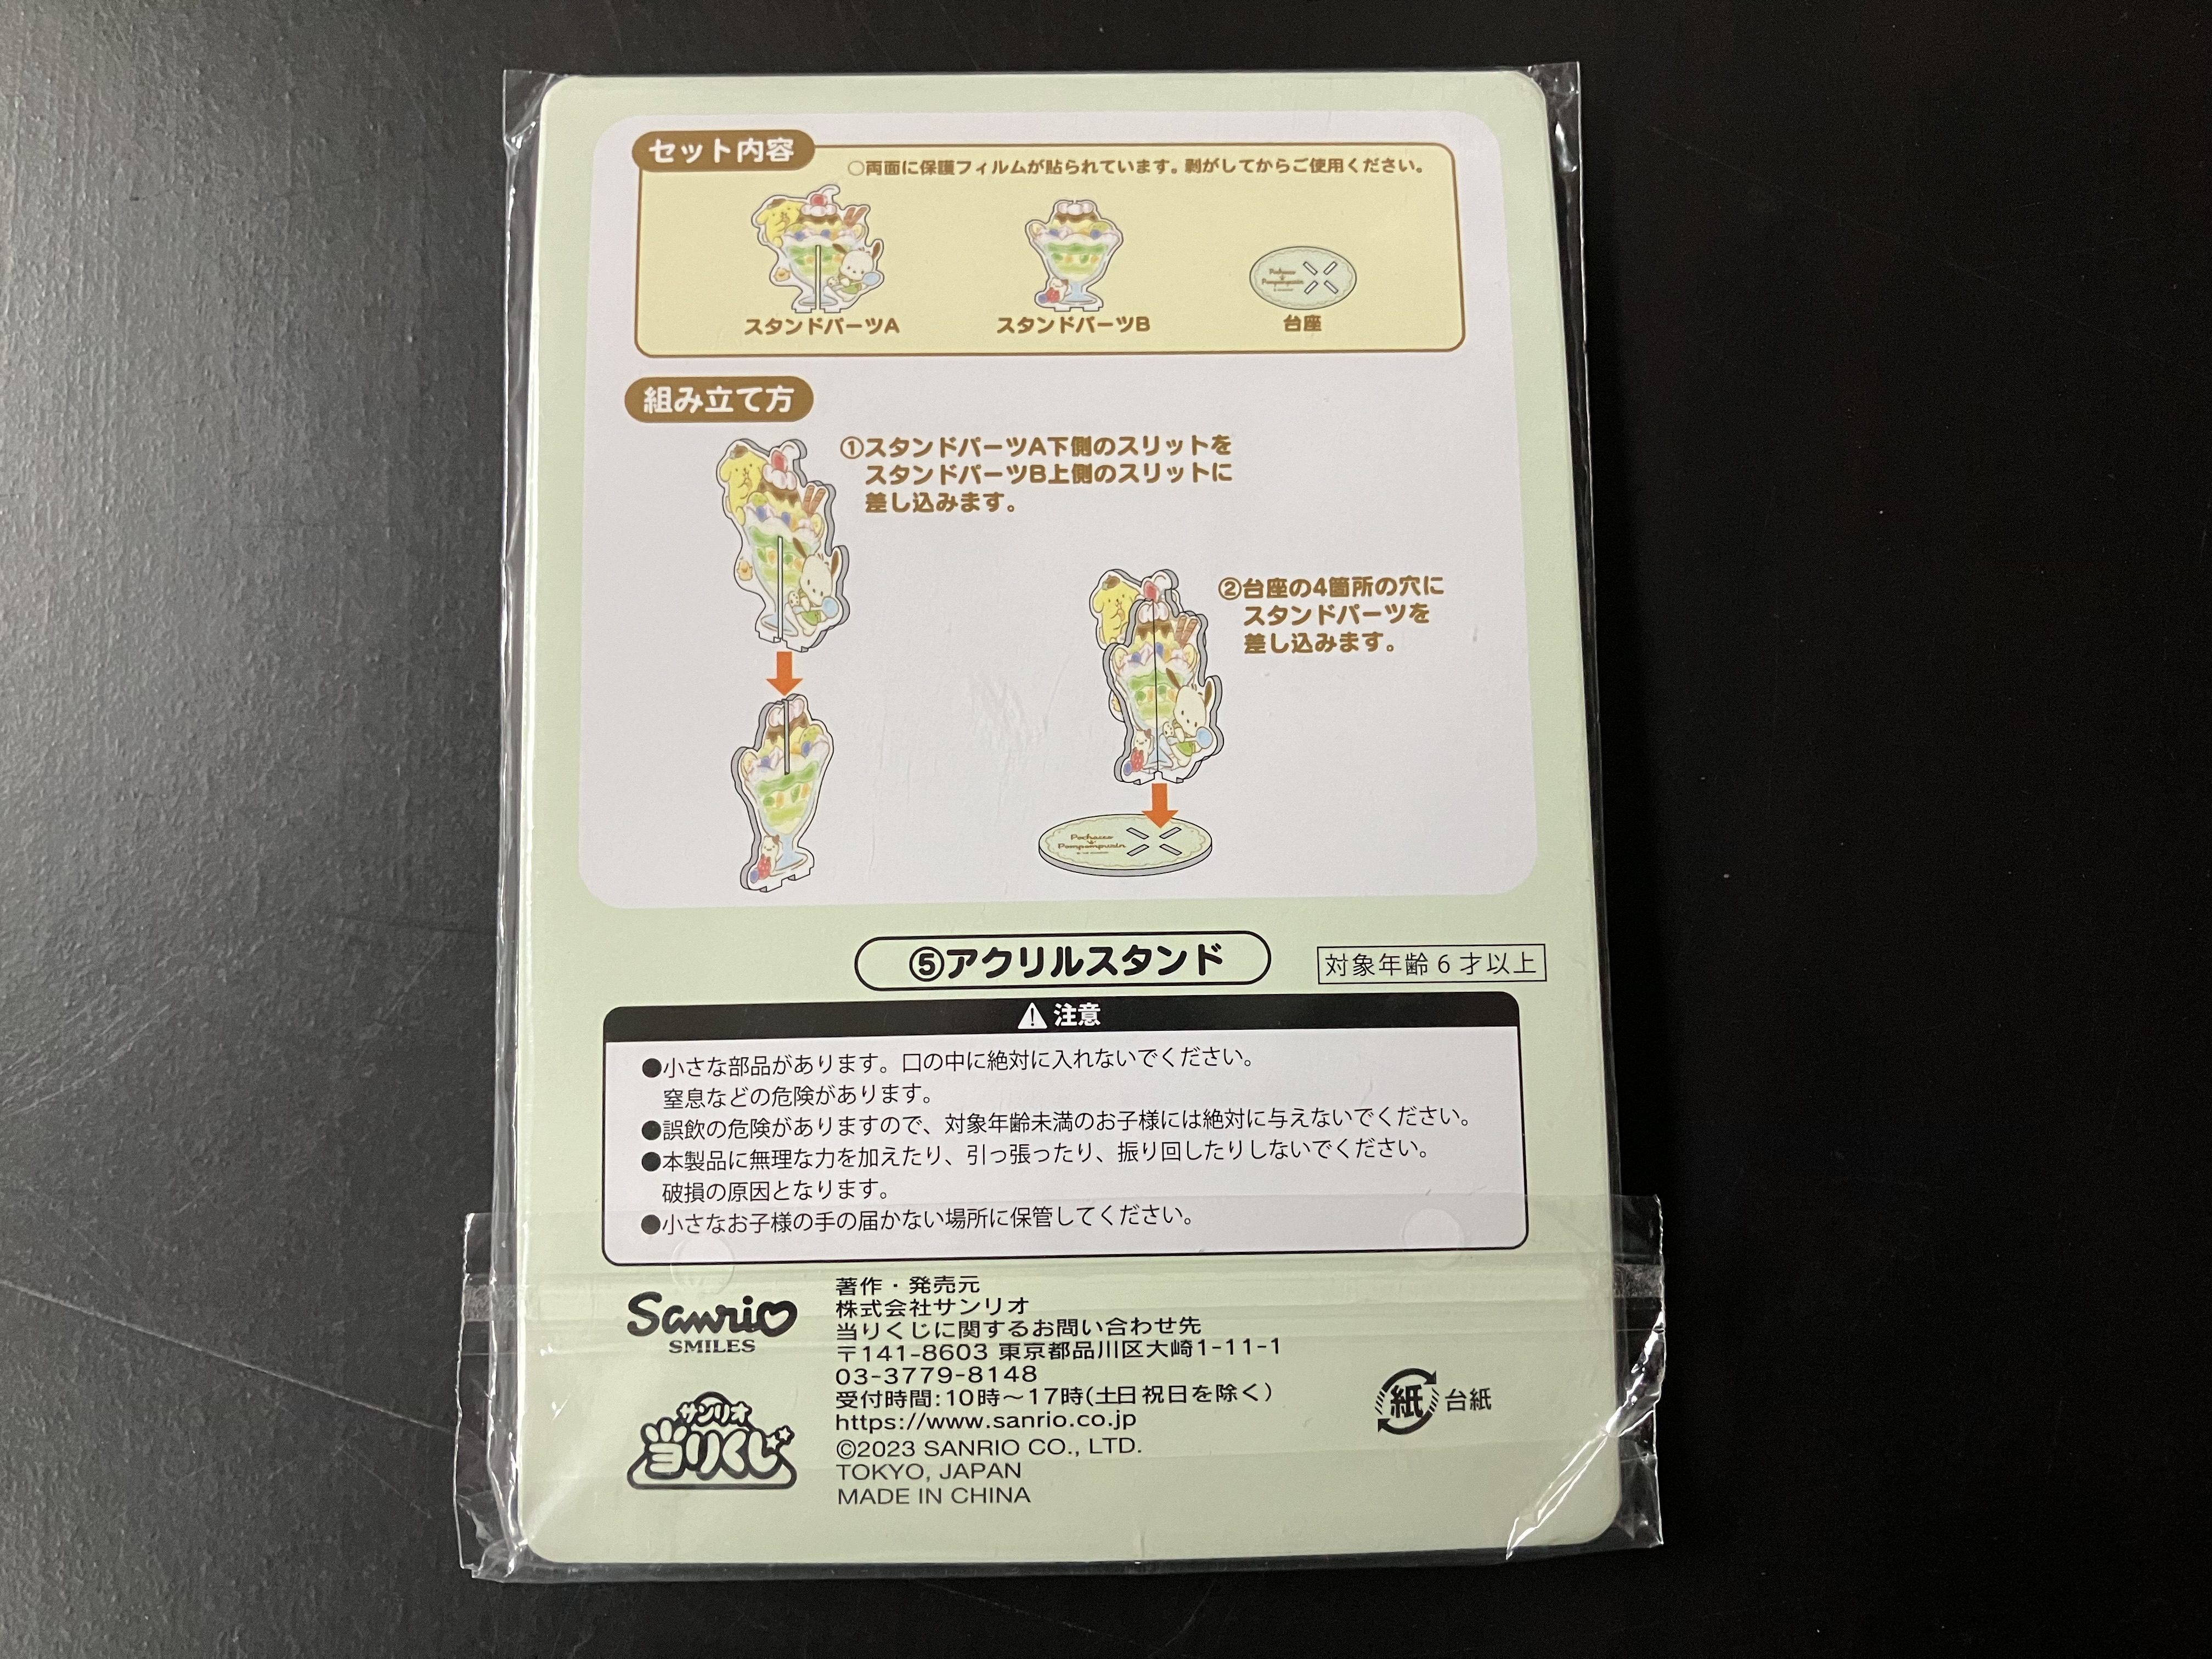 セット内容
○両面に保護フィルムが貼られています。剥がしてからご使用ください。
スタンドパーツA
スタンドパーツB
Pochacco
Pompompurin
台座
組み立て方
①スタンドパーツA下側のスリットを
スタンドパーツB上側のスリットに
差し込みます。
②台座の4箇所の穴に
スタンドパーツを
差し込みます。
Pochacco
Pompompurin
⑤アクリルスタンド
対象年齢6才以上
注意
●小さな部品があります。口の中に絶対に入れないでください。
窒息などの危険があります。
●誤飲の危険がありますので、対象年齢未満のお子様には絶対に与えないでください。
●本製品に無理な力を加えたり、引っ張ったり、振り回したりしないでください。
破損の原因となります。
●小さなお子様の手の届かない場所に保管してください。
Sanrio
SMILES
サンリオ
当りくじ
著作・発売元
株式会社サンリオ
当りくじに関するお問い合わせ先
〒141-8603 東京都品川区大崎1-11-1
03-3779-8148
受付時間:10時～17時(土日祝日を除く)
https://www.sanrio.co.jp
©2023 SANRIO CO., LTD.
TOKYO, JAPAN
MADE IN CHINA
紙 台紙